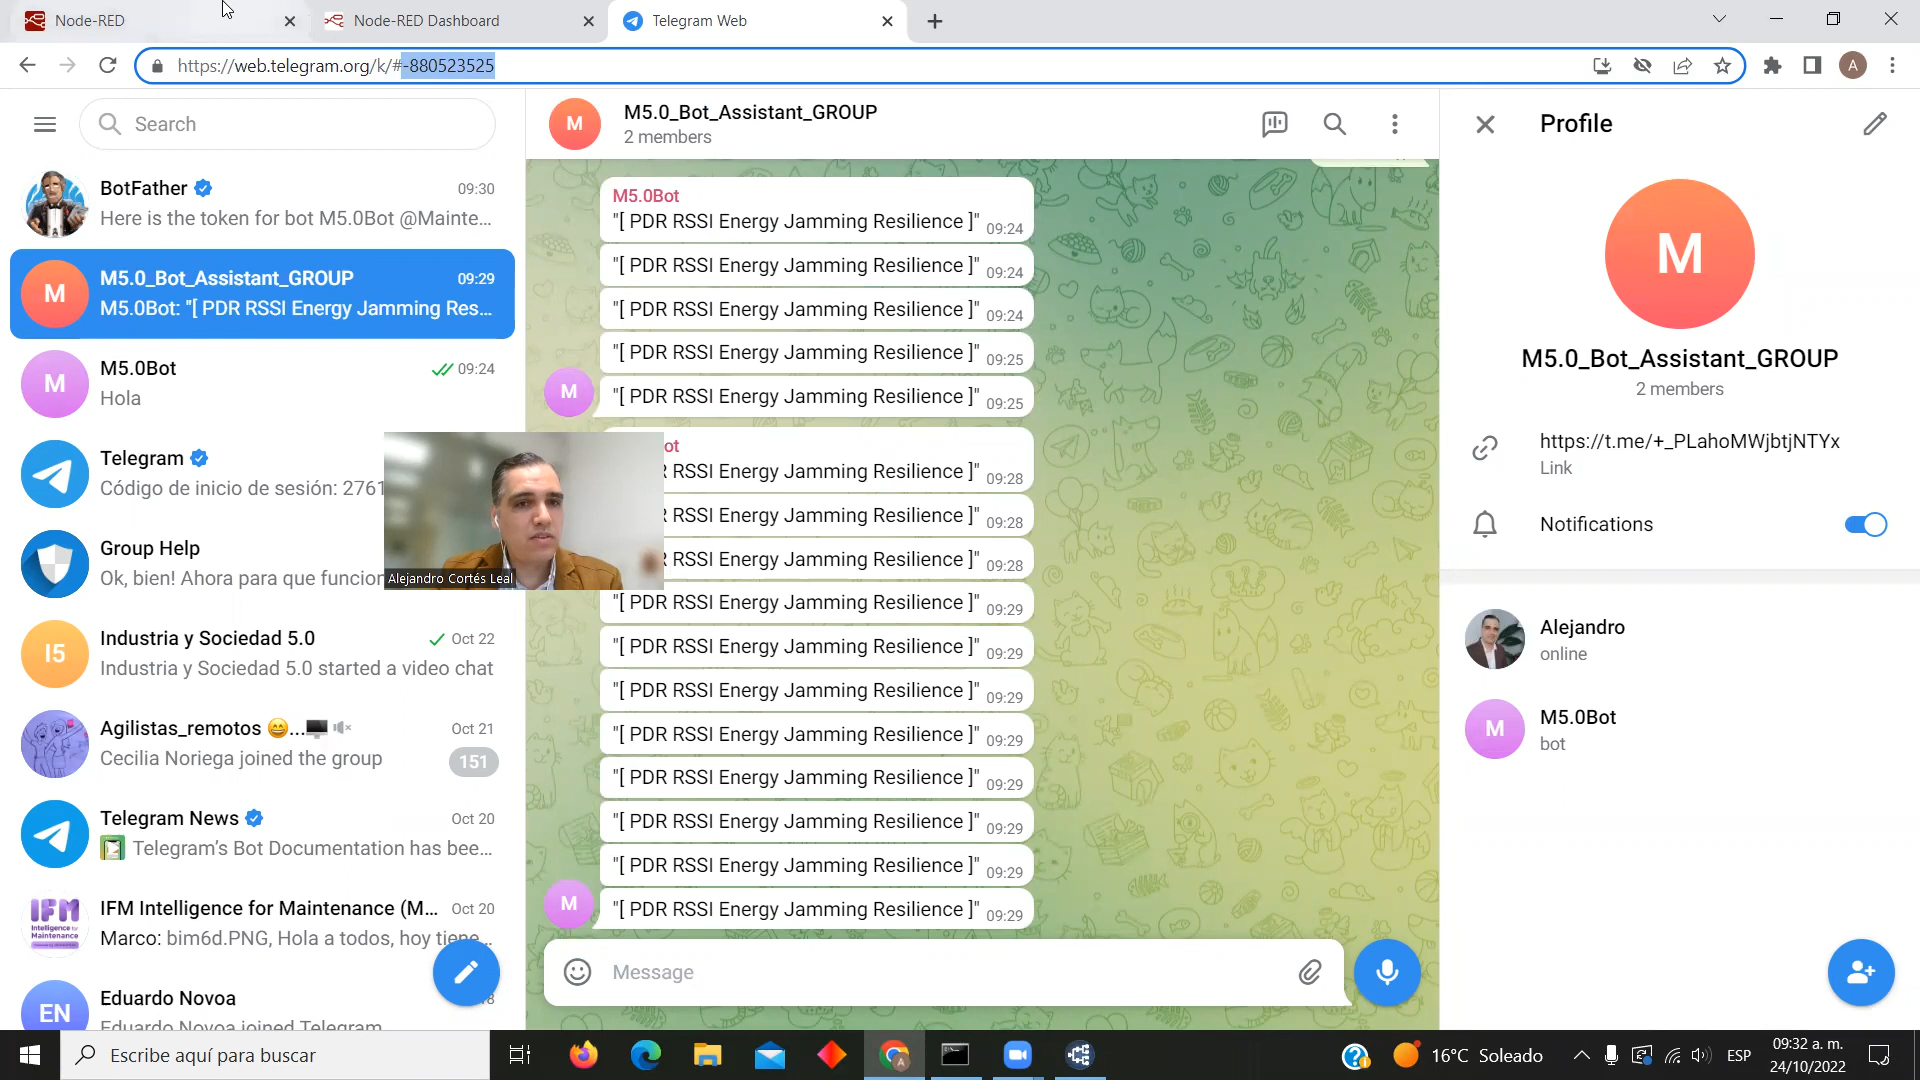 Node-RED
Node-RED Dashboard
Telegram Web
https://web.telegram.org/k/#-880523525
A
Search
BotFather
09:30
Here is the token for bot M5.0Bot @Mainte...
M
M5.0_Bot_Assistant_GROUP
09:29
M5.0Bot: "[ PDR RSSI Energy Jamming Res...
M
M5.0Bot
09:24
Hola
Telegram
Código de inicio de sesión: 2761
Group Help
Ok, bien! Ahora para que funcion
I5
Industria y Sociedad 5.0
Oct 22
Industria y Sociedad 5.0 started a video chat
Agilistas_remotos 😄...🖥️
Oct 21
Cecilia Noriega joined the group
151
Telegram News
Oct 20
Telegram's Bot Documentation has bee...
IFM
Intelligence for
Maintenance
IFM Intelligence for Maintenance (M...
Oct 20
Marco: bim6d.PNG, Hola a todos, hoy tiene...
EN
Eduardo Novoa
8
Eduardo Novoa joined Telegram
M
M5.0_Bot_Assistant_GROUP
2 members
M5.0Bot
"[ PDR RSSI Energy Jamming Resilience ]" 09:24
"[ PDR RSSI Energy Jamming Resilience ]" 09:24
"[ PDR RSSI Energy Jamming Resilience ]" 09:24
"[ PDR RSSI Energy Jamming Resilience ]" 09:25
M
"[ PDR RSSI Energy Jamming Resilience ]" 09:25
ot
R RSSI Energy Jamming Resilience ]" 09:28
R RSSI Energy Jamming Resilience ]" 09:28
R RSSI Energy Jamming Resilience ]" 09:28
"[ PDR RSSI Energy Jamming Resilience ]" 09:29
"[ PDR RSSI Energy Jamming Resilience ]" 09:29
"[ PDR RSSI Energy Jamming Resilience ]" 09:29
"[ PDR RSSI Energy Jamming Resilience ]" 09:29
"[ PDR RSSI Energy Jamming Resilience ]" 09:29
"[ PDR RSSI Energy Jamming Resilience ]" 09:29
"[ PDR RSSI Energy Jamming Resilience ]" 09:29
M
"[ PDR RSSI Energy Jamming Resilience ]" 09:29
Message
Alejandro Cortés Leal
Profile
M
M5.0_Bot_Assistant_GROUP
2 members
https://t.me/+_PLahoMWjbtjNTYx
Link
Notifications
Alejandro
online
M
M5.0Bot
bot
Escribe aquí para buscar
16°C Soleado
ESP
09:32 a. m.
24/10/2022